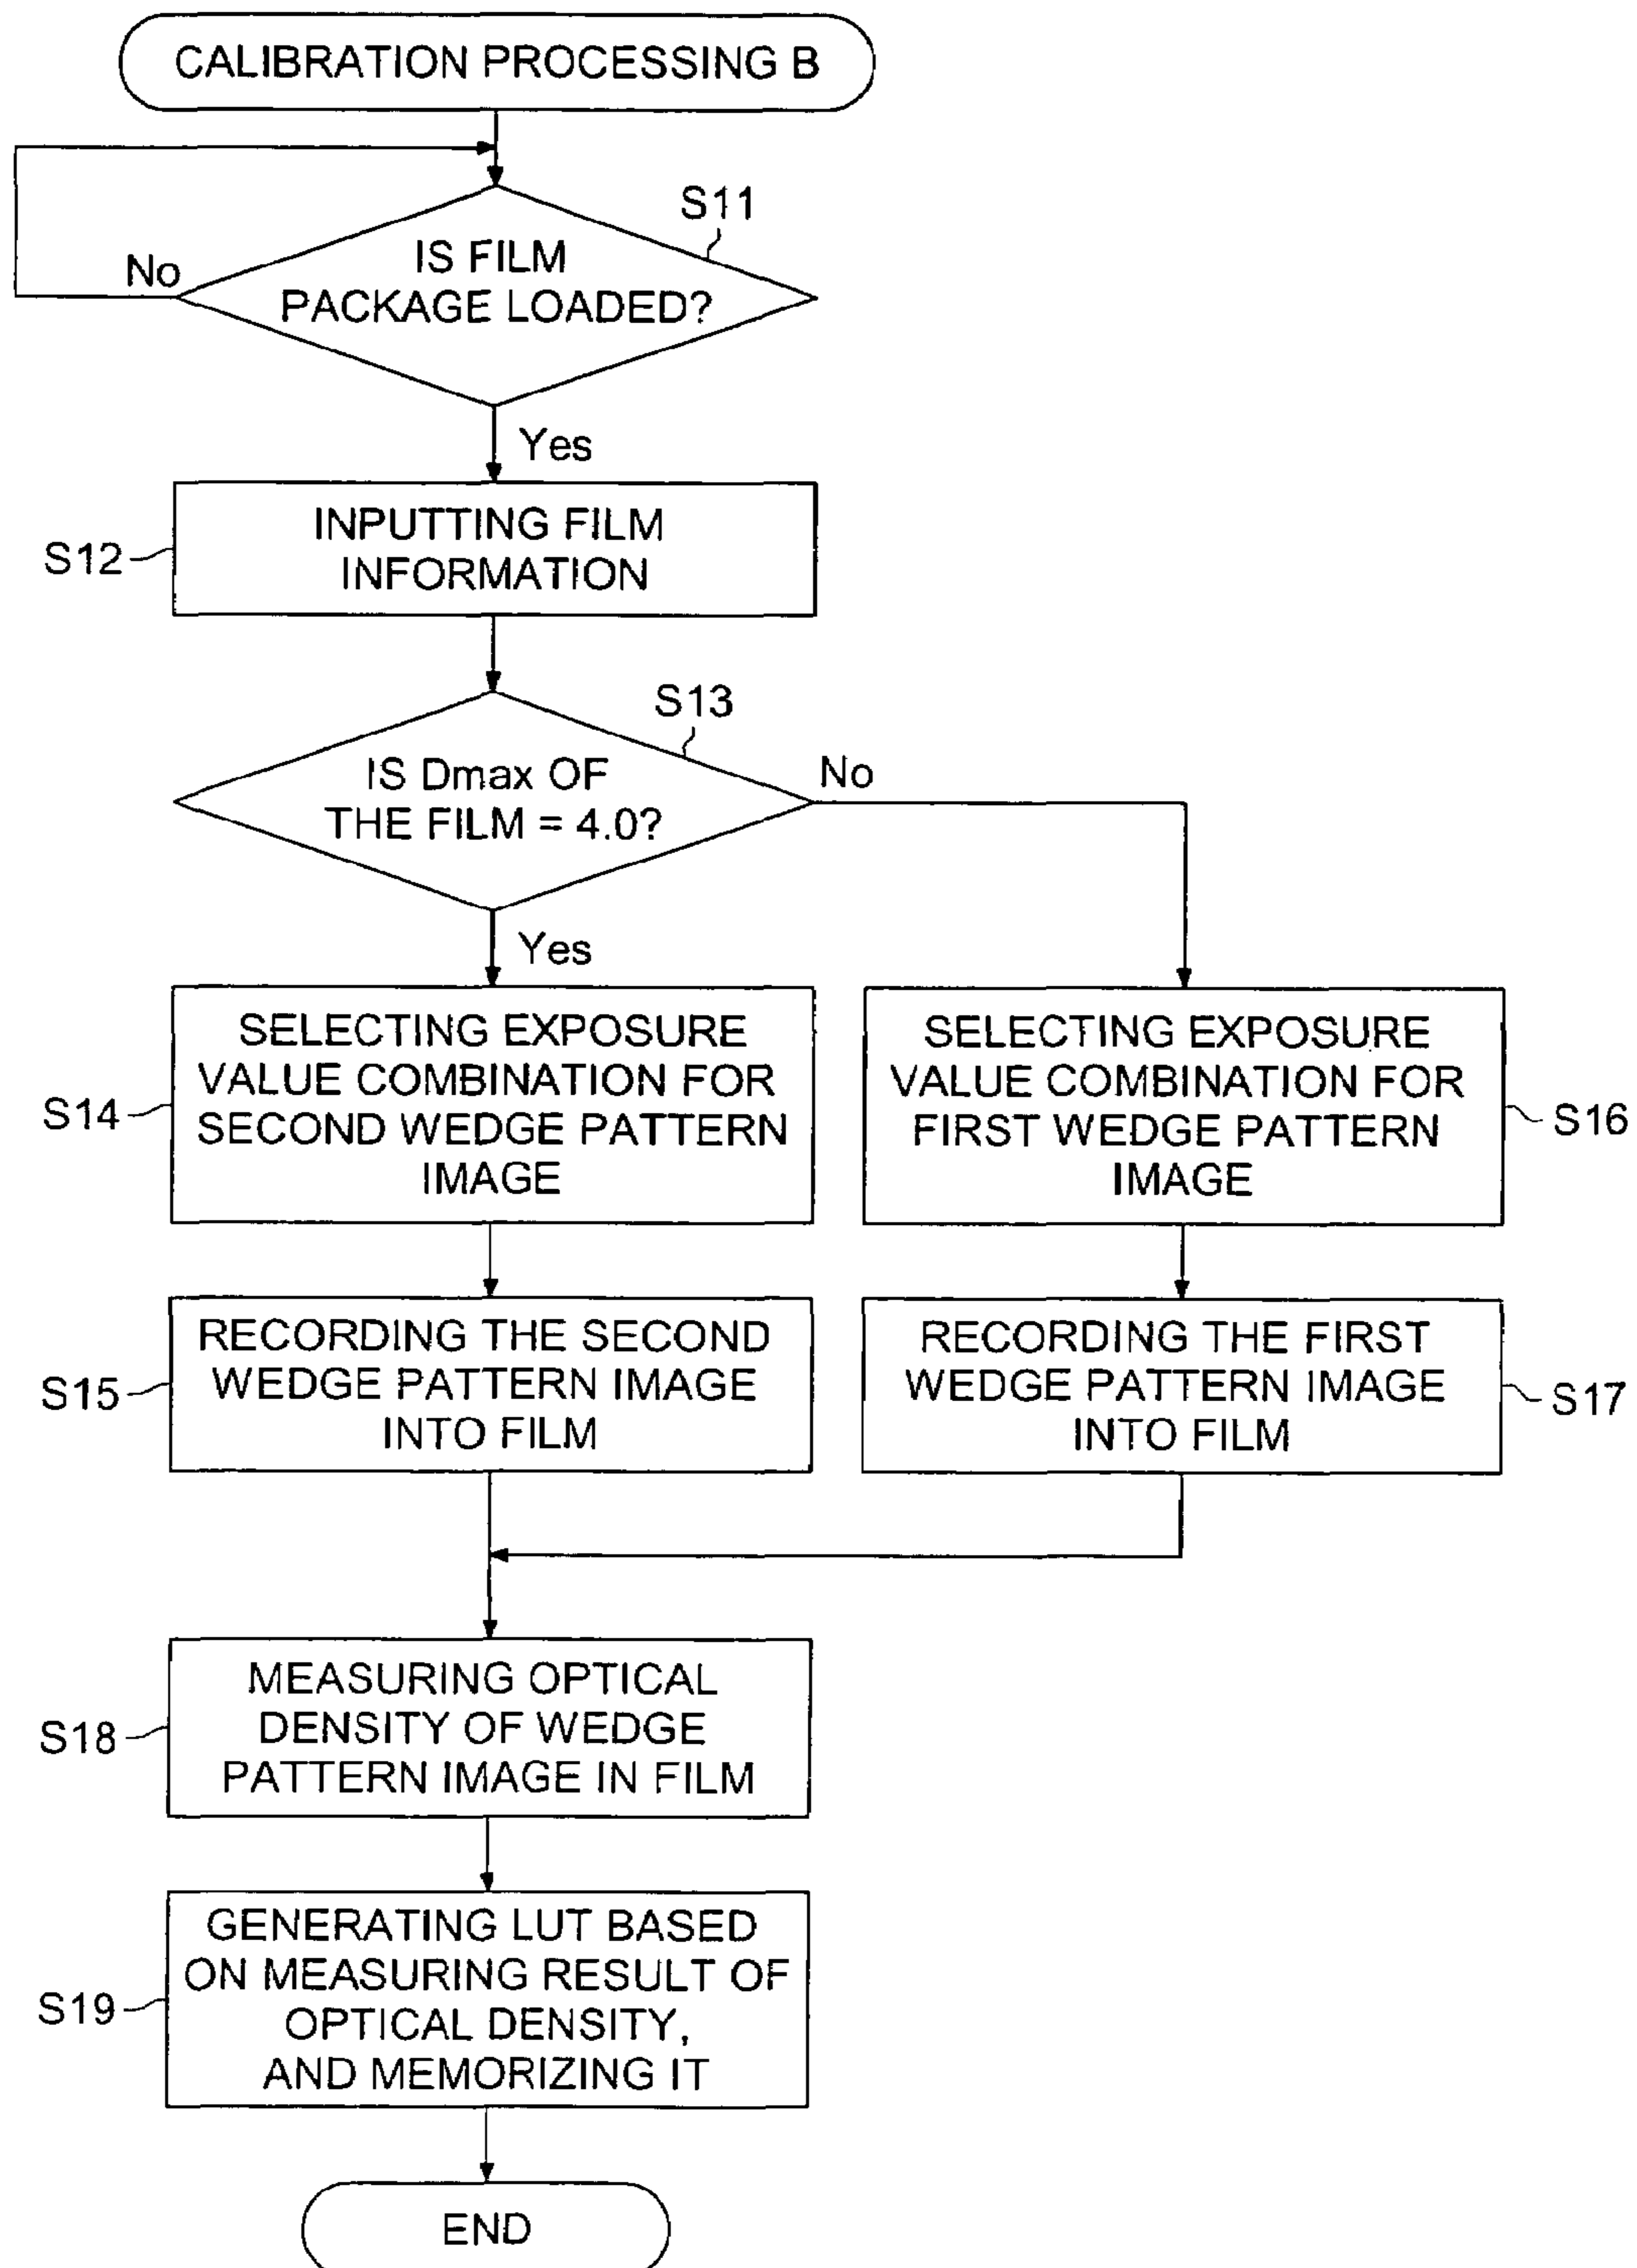 CALIBRATION PROCESSING B
S11
IS FILM
PACKAGE LOADED?
No
Yes
S12
INPUTTING FILM
INFORMATION
S13
IS Dmax OF
THE FILM = 4.0?
No
Yes
S14
SELECTING EXPOSURE
VALUE COMBINATION FOR
SECOND WEDGE PATTERN
IMAGE
SELECTING EXPOSURE
VALUE COMBINATION FOR
FIRST WEDGE PATTERN
IMAGE
S16
S15
RECORDING THE SECOND
WEDGE PATTERN IMAGE
INTO FILM
RECORDING THE FIRST
WEDGE PATTERN IMAGE
INTO FILM
S17
S18
MEASURING OPTICAL
DENSITY OF WEDGE
PATTERN IMAGE IN FILM
S19
GENERATING LUT BASED
ON MEASURING RESULT OF
OPTICAL DENSITY,
AND MEMORIZING IT
END